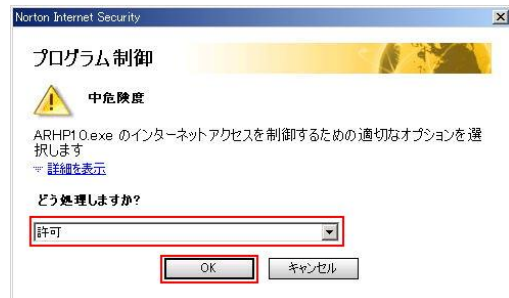 Norton Internet Security
プログラム制御
中危険度
ARHP10.exe のインターネットアクセスを制御するための適切なオプションを選
択します
詳細を表示
どう処理しますか?
許可
OK キャンセル